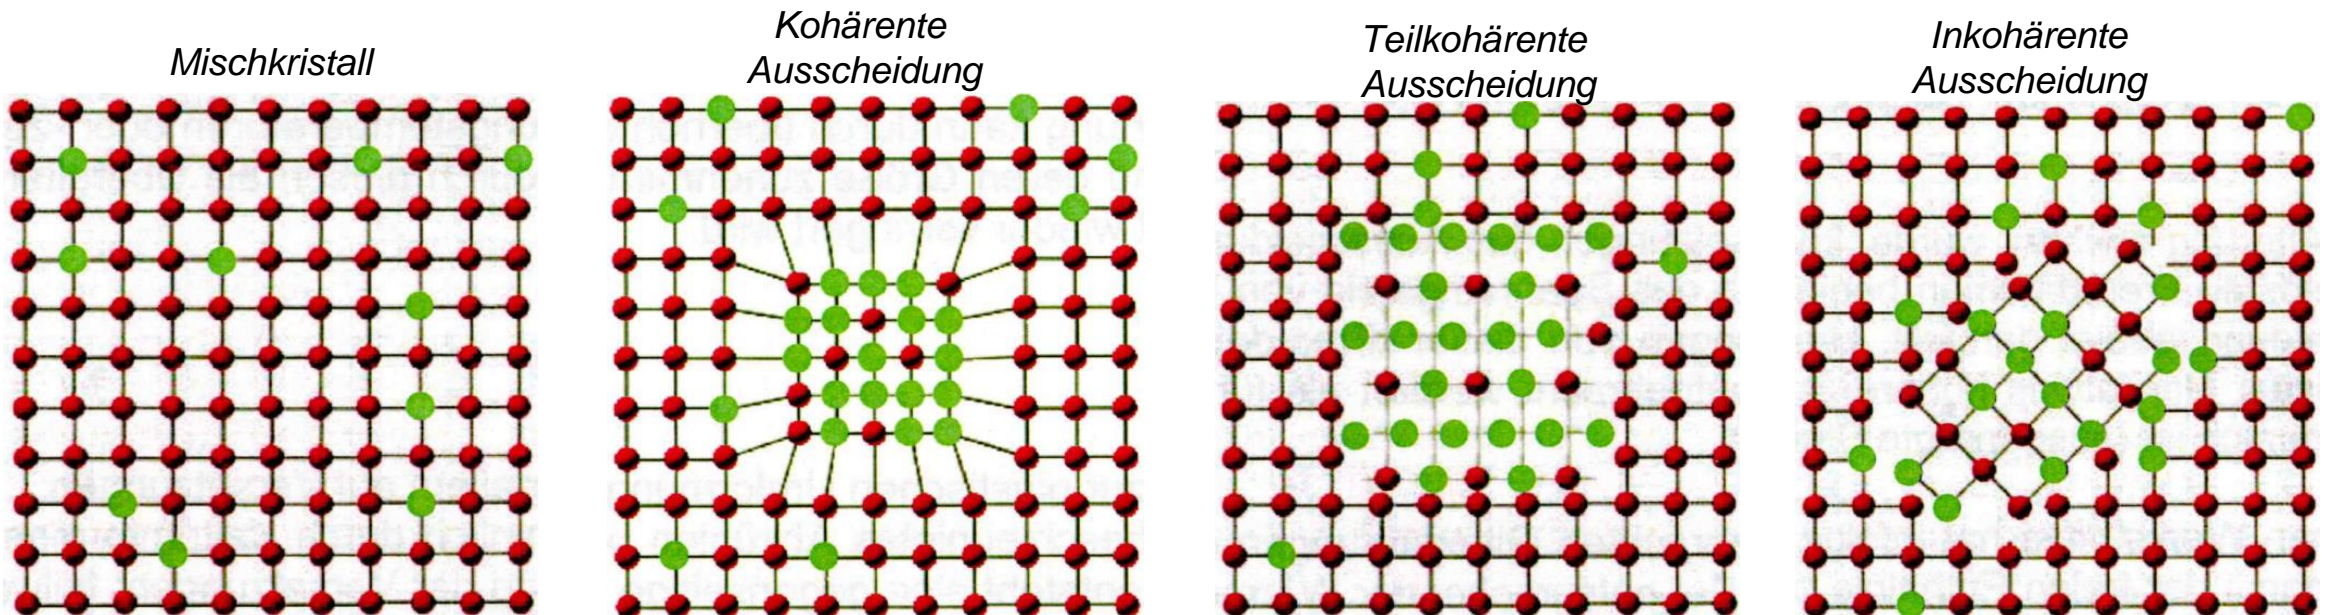 Mischkristall
Kohärente
Ausscheidung
Teilkohärente
Ausscheidung
Inkohärente
Ausscheidung